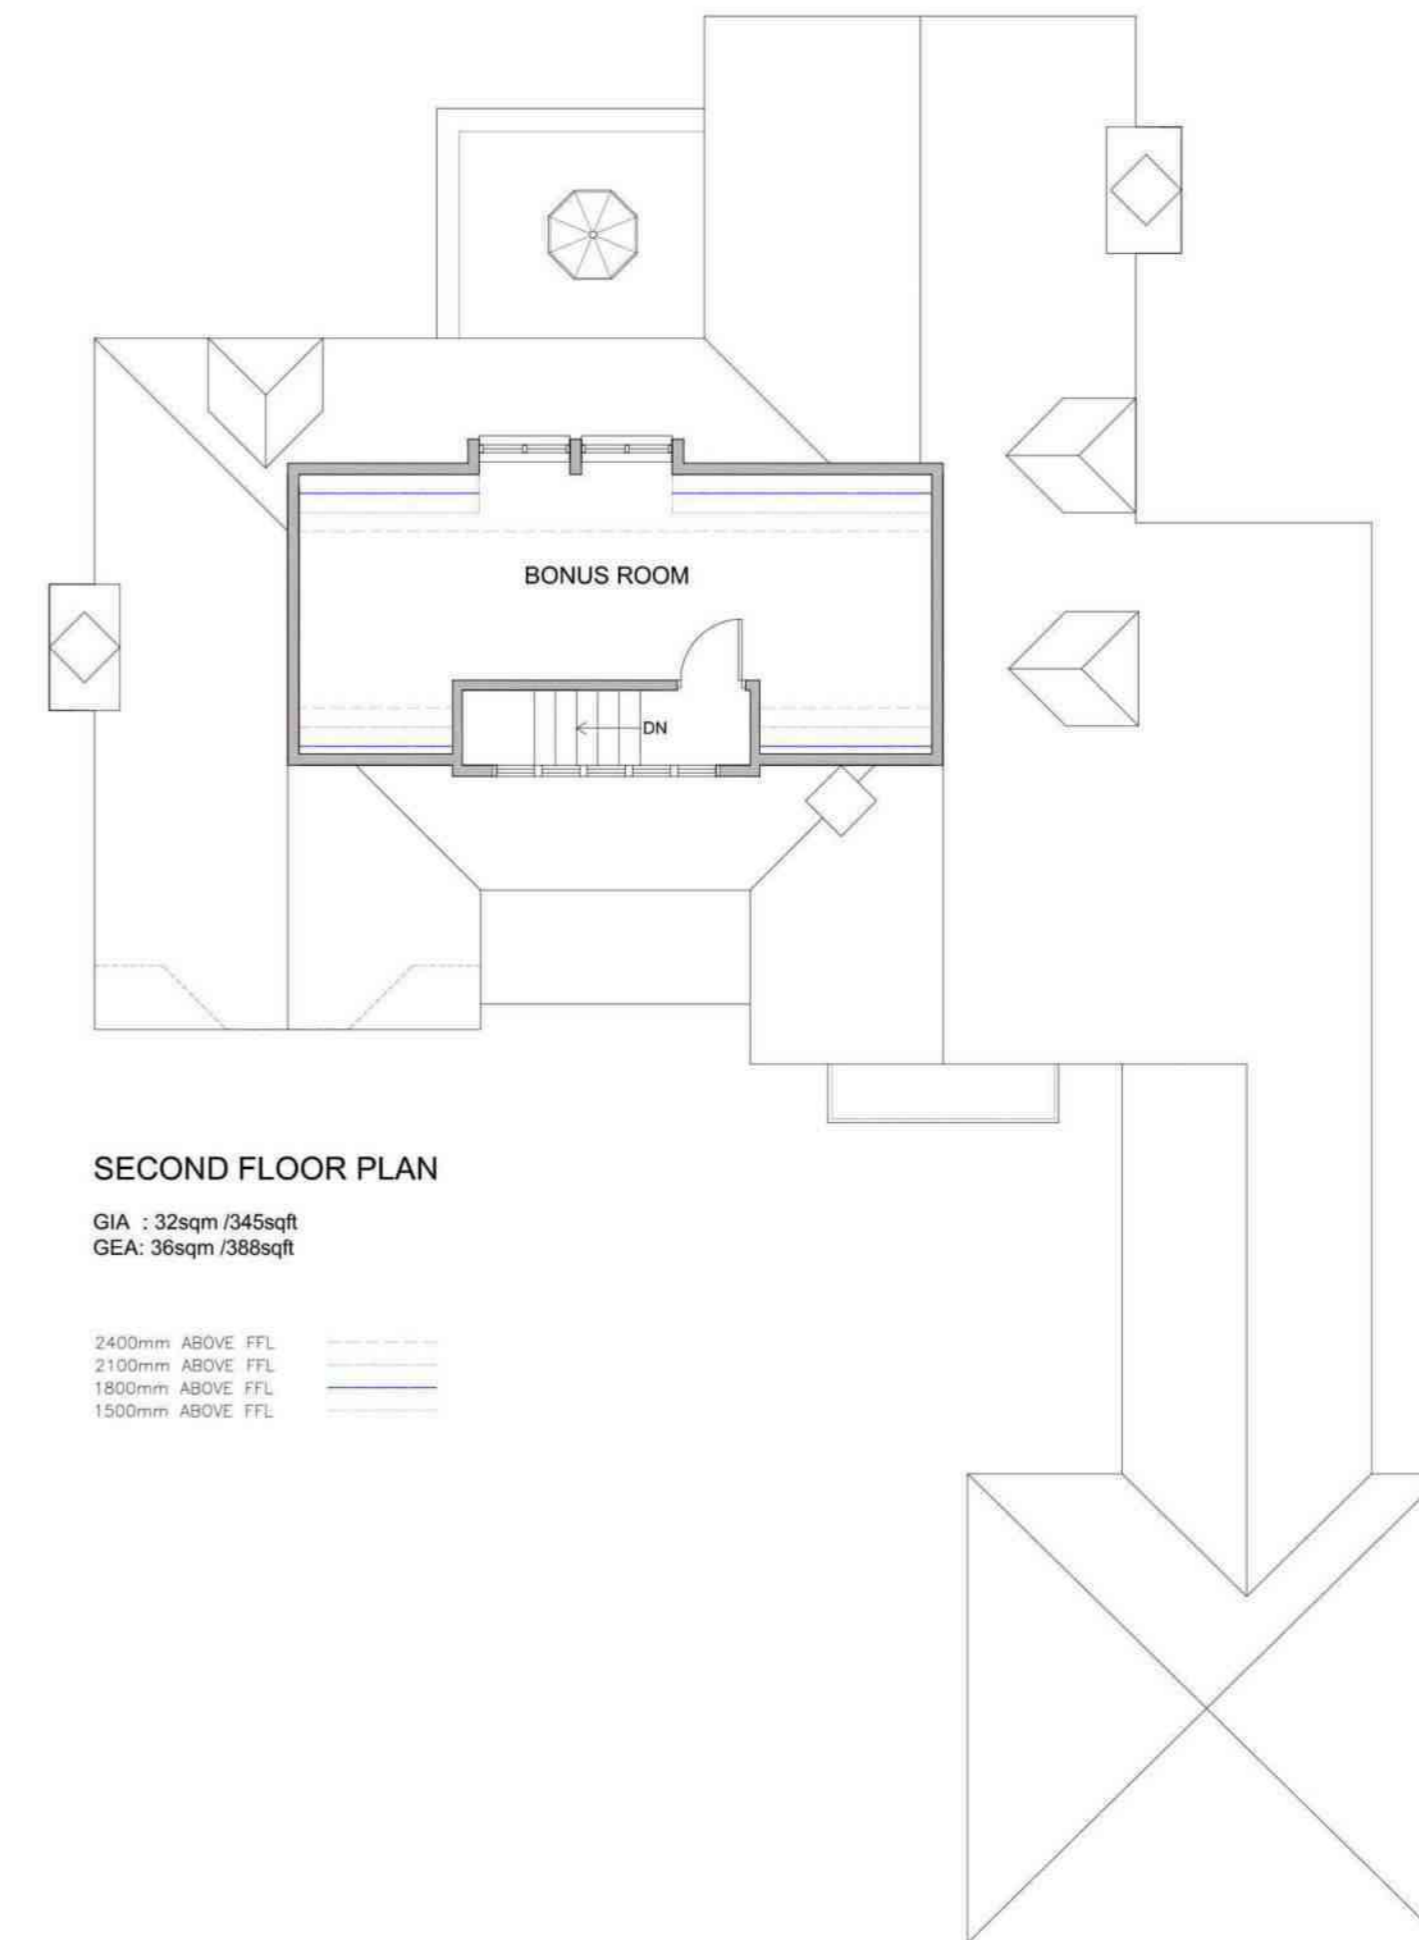 BONUS ROOM
DN
SECOND FLOOR PLAN
GIA : 32sqm /345sqft
GEA: 36sqm /388sqft
2400mm ABOVE FFL
2100mm ABOVE FFL
1800mm ABOVE FFL
1500mm ABOVE FFL